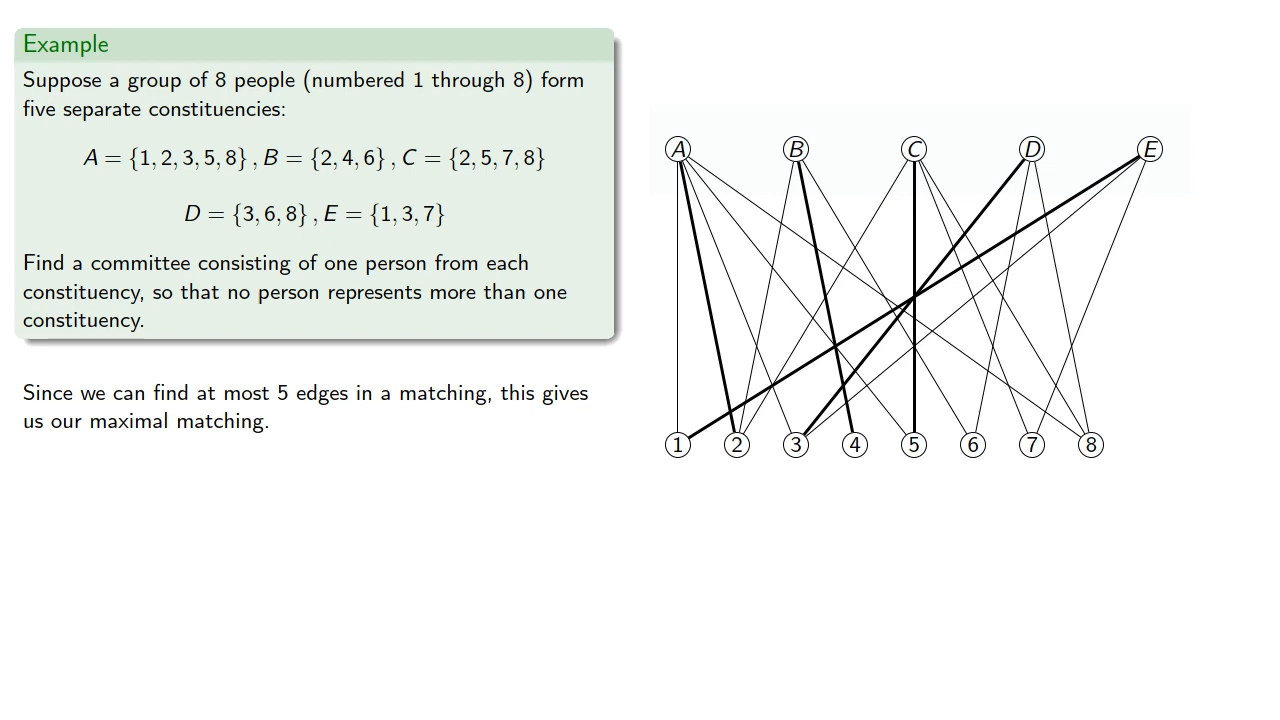 Example
Suppose a group of 8 people (numbered 1 through 8) form
five separate constituencies:
A = {1, 2, 3, 5, 8} , B = {2, 4, 6} , C = {2, 5, 7, 8}
D = {3, 6, 8} , E = {1, 3, 7}
Find a committee consisting of one person from each
constituency, so that no person represents more than one
constituency.
Since we can find at most 5 edges in a matching, this gives
us our maximal matching.
A B C D E
1 2 3 4 5 6 7 8